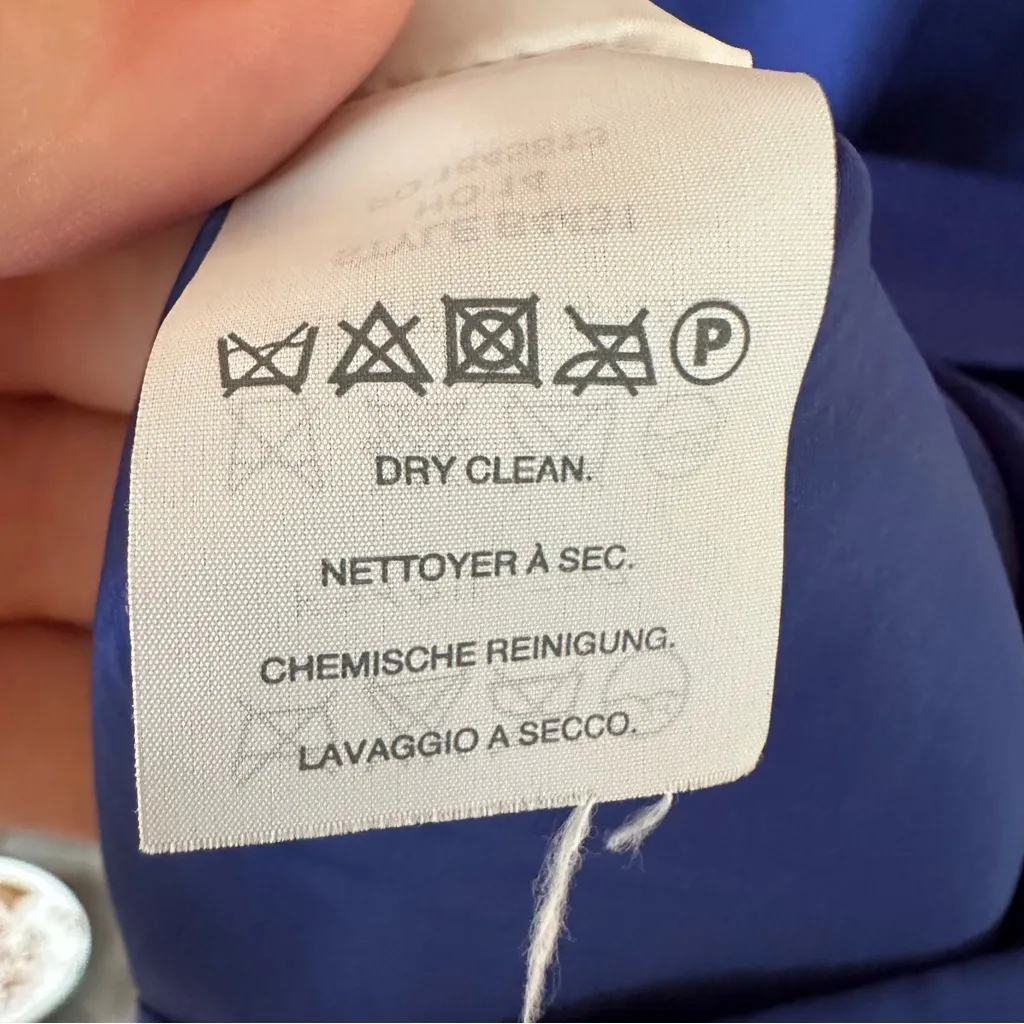 P
DRY CLEAN.
NETTOYER À SEC.
CHEMISCHE REINIGUNG.
LAVAGGIO A SECCO.